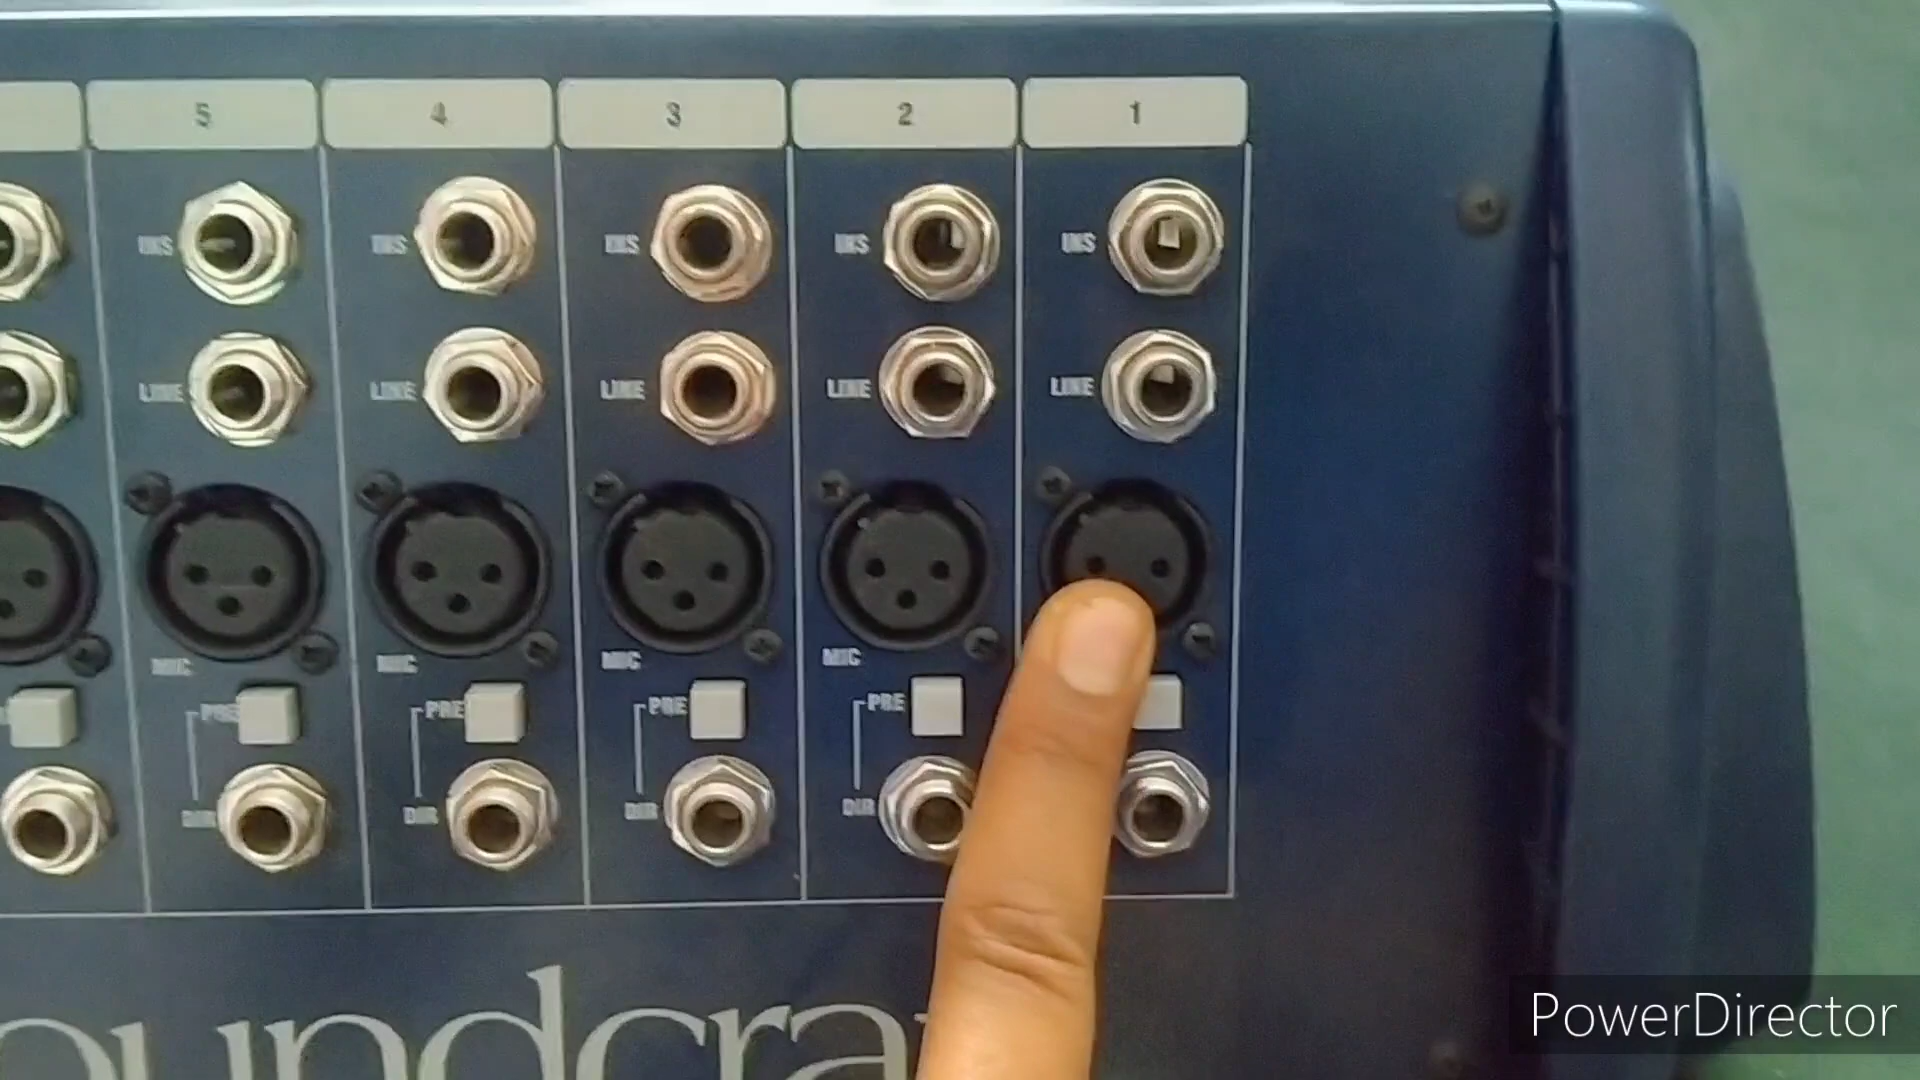 5 4 3 2 1
INS INS INS INS INS
LINE LINE LINE LINE LINE
MIC MIC MIC MIC
PRE PRE PRE PRE
DIR DIR DIR DIR
oundcra
PowerDirector